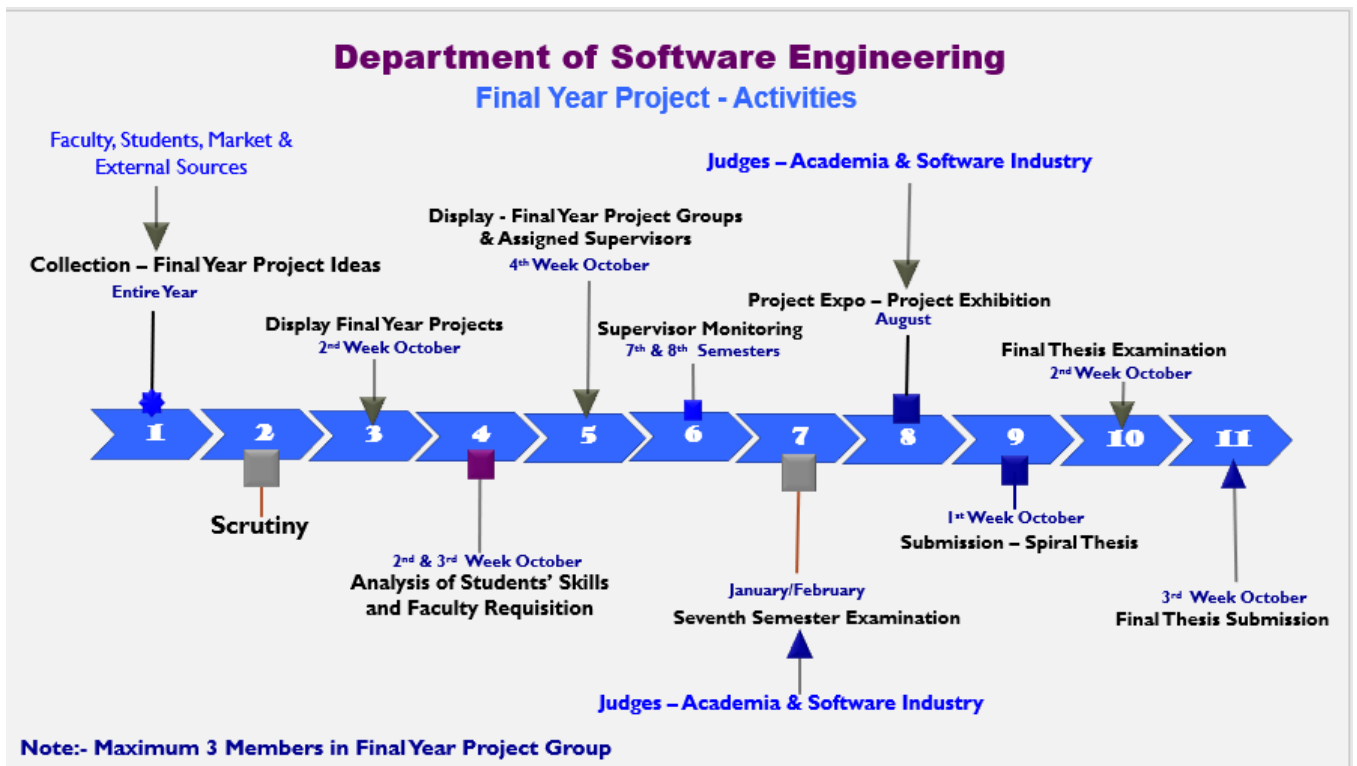 Department of Software Engineering
Final Year Project - Activities
Faculty, Students, Market &
External Sources
Collection – Final Year Project Ideas
Entire Year
Display Final Year Projects
2nd Week October
Display - Final Year Project Groups
& Assigned Supervisors
4th Week October
Supervisor Monitoring
7th & 8th Semesters
Judges – Academia & Software Industry
Project Expo – Project Exhibition
August
Final Thesis Examination
2nd Week October
1
2
3
4
5
6
7
8
9
10
11
Scrutiny
2nd & 3rd Week October
Analysis of Students' Skills
and Faculty Requisition
January/February
Seventh Semester Examination
Judges – Academia & Software Industry
1st Week October
Submission – Spiral Thesis
3rd Week October
Final Thesis Submission
Note:- Maximum 3 Members in Final Year Project Group